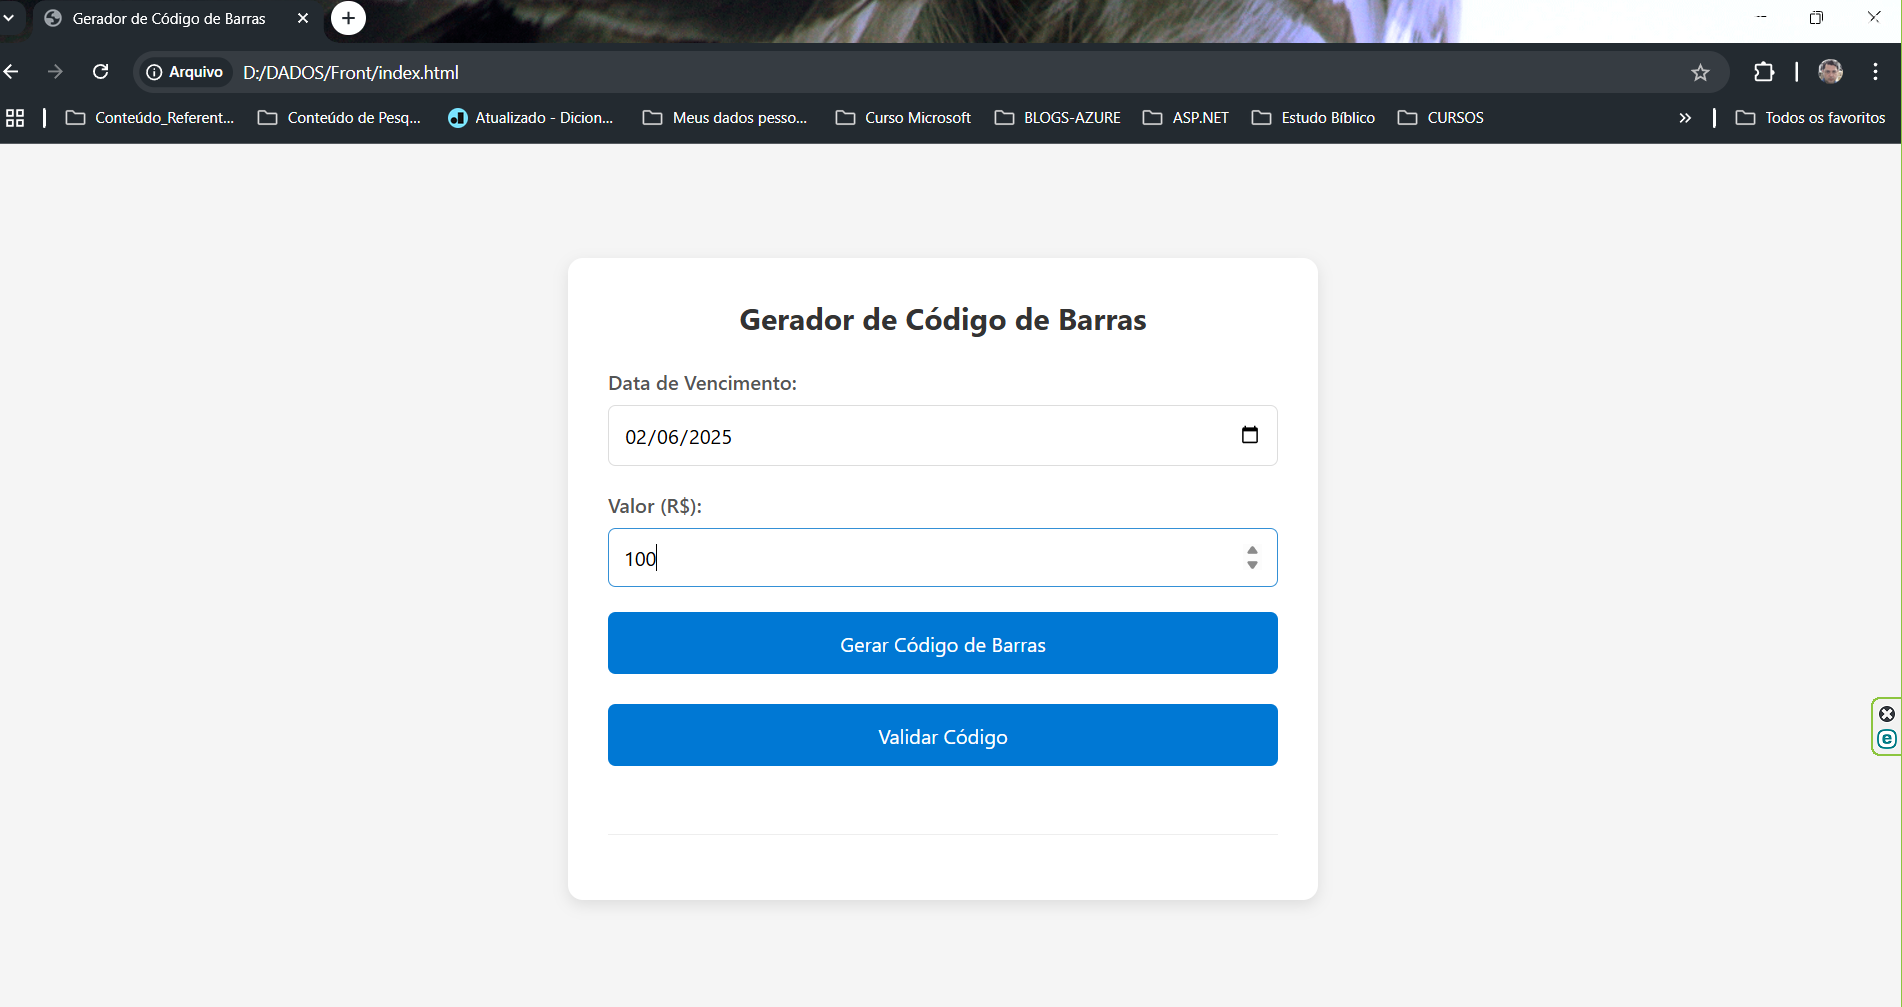 Gerador de Código de Barras
Arquivo D:/DADOS/Front/index.html
Conteúdo_Referent... Conteúdo de Pesq... Atualizado - Dicion... Meus dados pesso... Curso Microsoft BLOGS-AZURE ASP.NET Estudo Bíblico CURSOS » Todos os favoritos
Gerador de Código de Barras
Data de Vencimento:
02/06/2025
Valor (R$):
100
Gerar Código de Barras
Validar Código